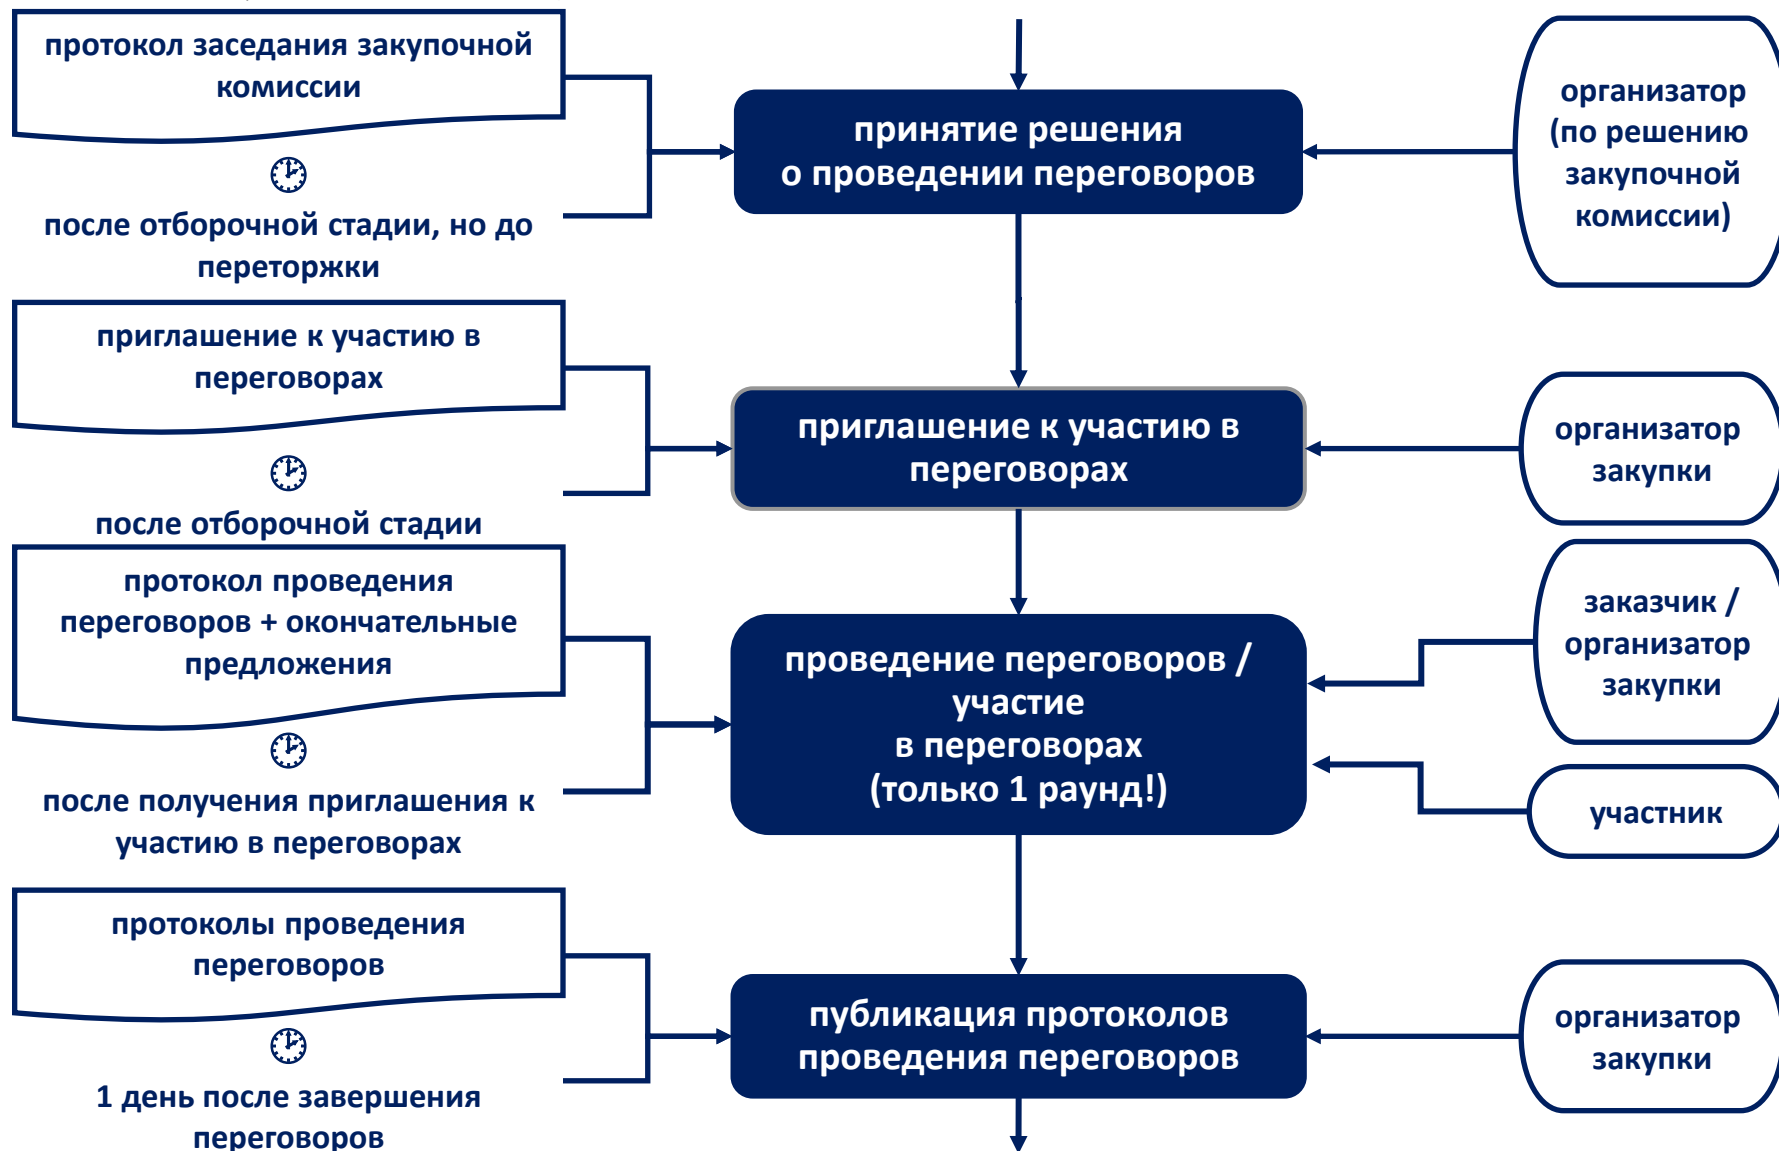 протокол заседания закупочной
комиссии
после отборочной стадии, но до
переторжки
принятие решения
о проведении переговоров
организатор
(по решению
закупочной
комиссии)
приглашение к участию в
переговорах
после отборочной стадии
приглашение к участию в
переговорах
организатор
закупки
протокол проведения
переговоров + окончательные
предложения
после получения приглашения к
участию в переговорах
проведение переговоров /
участие
в переговорах
(только 1 раунд!)
заказчик /
организатор
закупки
участник
протоколы проведения
переговоров
1 день после завершения
переговоров
публикация протоколов
проведения переговоров
организатор
закупки